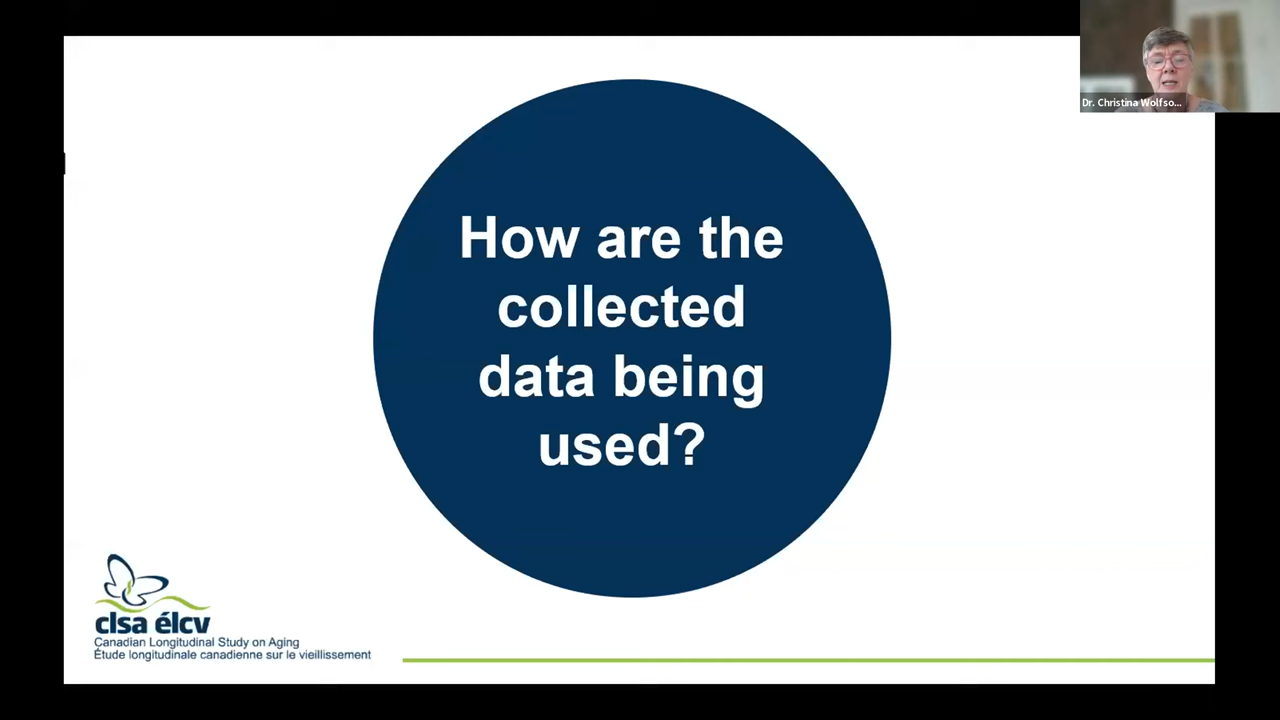 Dr. Christina Wolfso...
How are the
collected
data being
used?
clsa élcv
Canadian Longitudinal Study on Aging
Étude longitudinale canadienne sur le vieillissement